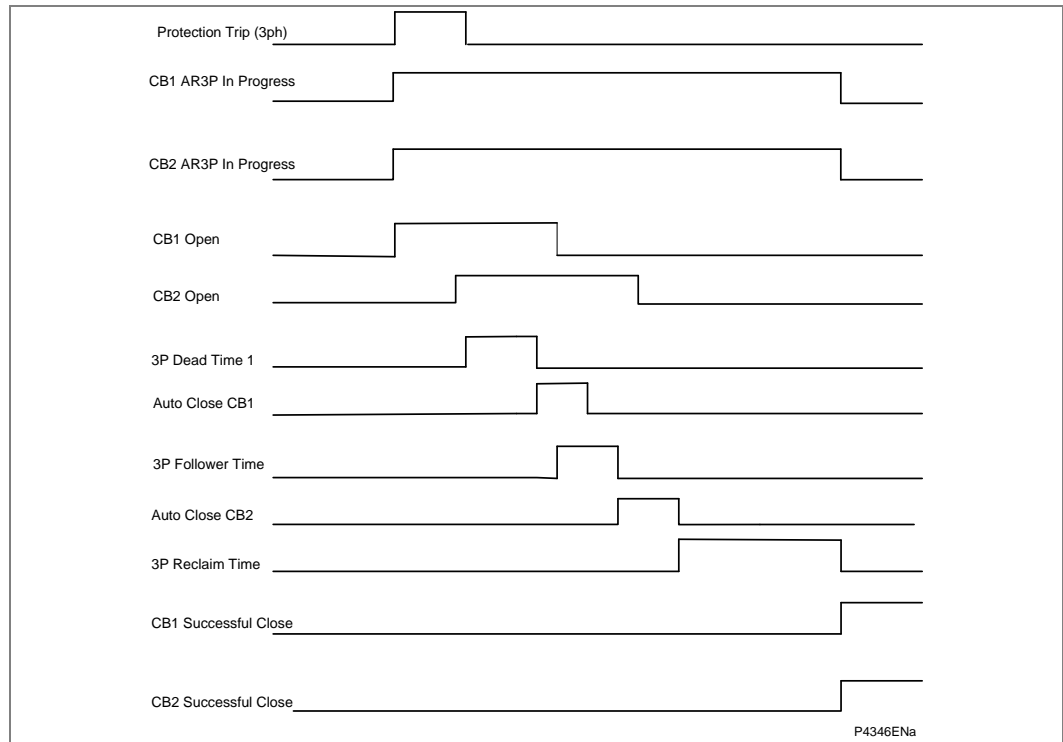 Protection Trip (3ph)
CB1 AR3P In Progress
CB2 AR3P In Progress
CB1 Open
CB2 Open
3P Dead Time 1
Auto Close CB1
3P Follower Time
Auto Close CB2
3P Reclaim Time
CB1 Successful Close
CB2 Successful Close
P4346ENa